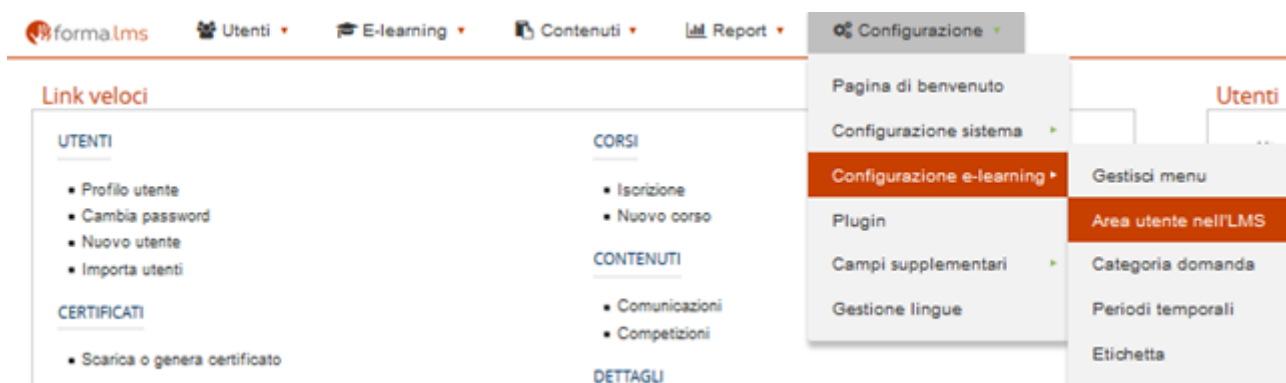 forma.lms Utenti E-learning Contenuti Report Configurazione
Link veloci
UTENTI
Profilo utente
Cambia password
Nuovo utente
Importa utenti
CERTIFICATI
Scarica o genera certificato
CORSI
Iscrizione
Nuovo corso
CONTENUTI
Comunicazioni
Competizioni
DETTAGLI
Pagina di benvenuto
Configurazione sistema
Configurazione e-learning
Plugin
Campi supplementari
Gestione lingue
Gestisci menu
Area utente nell'LMS
Categoria domanda
Periodi temporali
Etichetta
Utenti